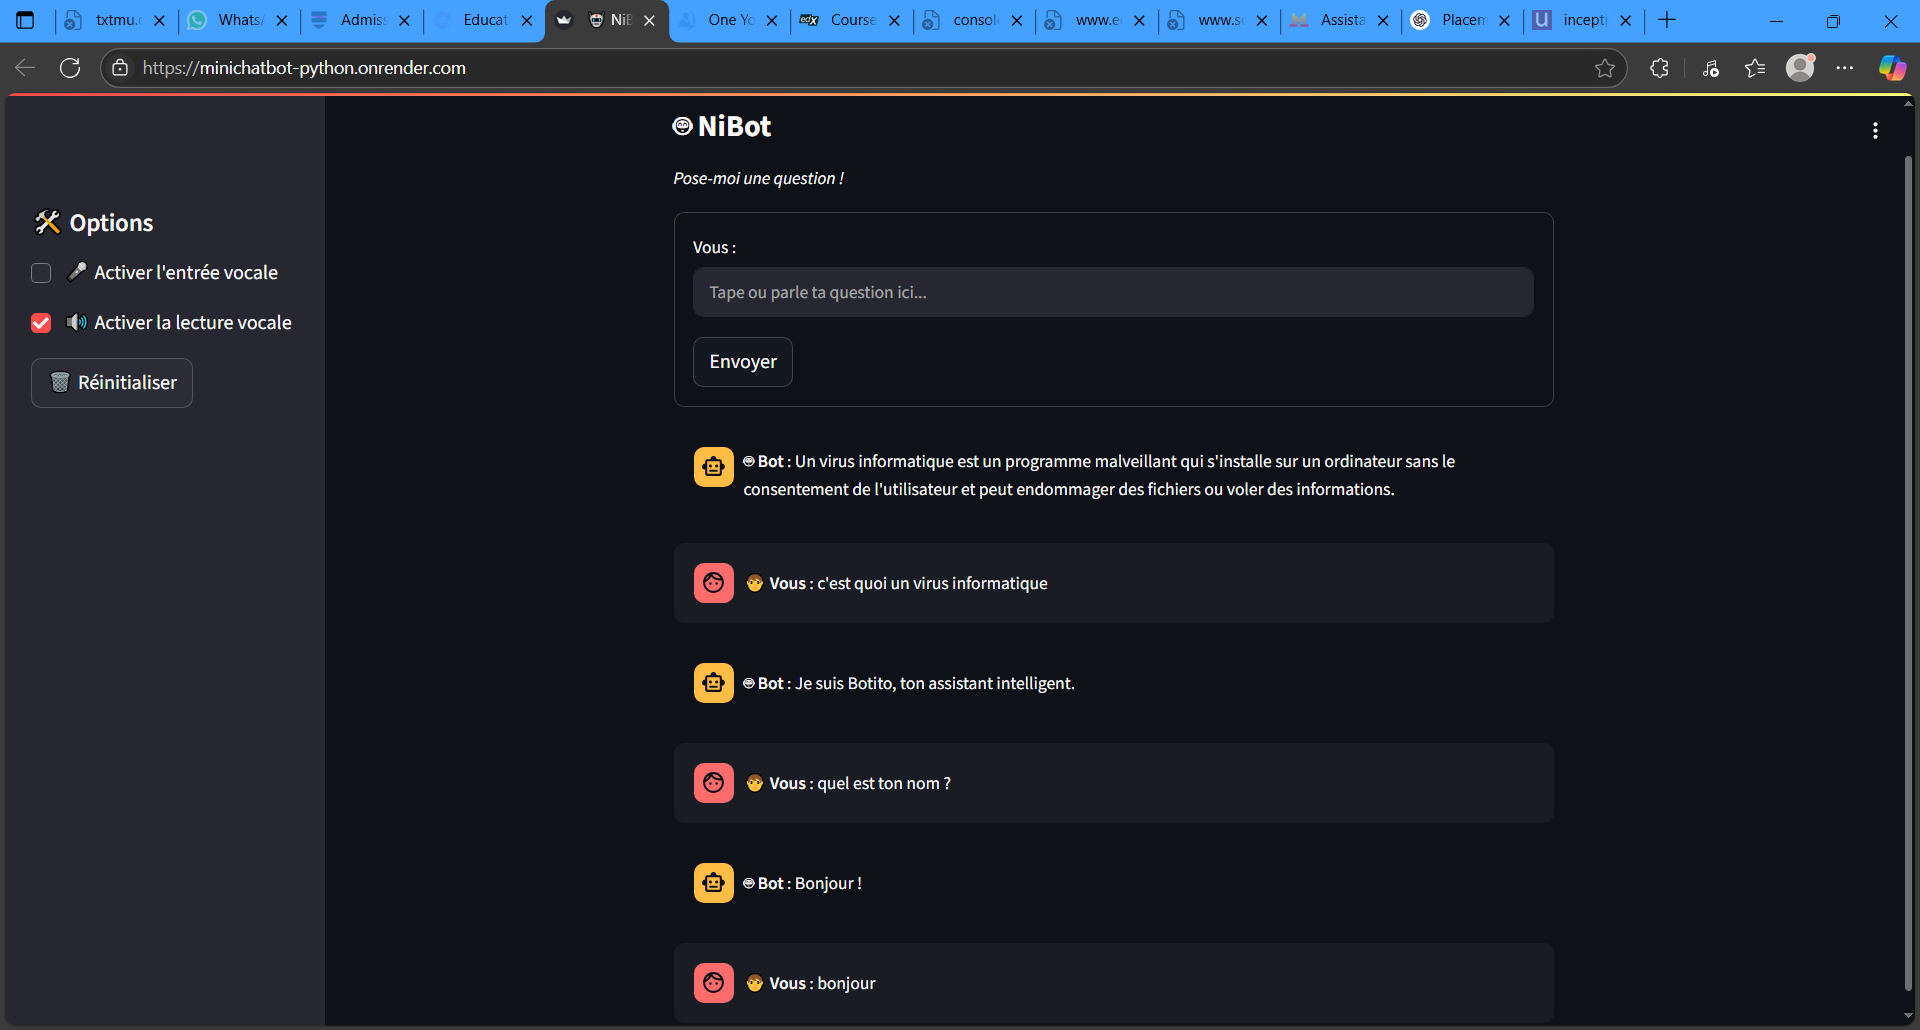 txtmu.c
WhatsA
Admiss
Educati
NiB
One Yo
Course
consol
www.e
www.s
Assista
Placem
incepti
https://minichatbot-python.onrender.com
NiBot
Pose-moi une question !
Options
Activer l'entrée vocale
Activer la lecture vocale
Réinitialiser
Vous :
Tape ou parle ta question ici...
Envoyer
Bot : Un virus informatique est un programme malveillant qui s'installe sur un ordinateur sans le
consentement de l'utilisateur et peut endommager des fichiers ou voler des informations.
Vous : c'est quoi un virus informatique
Bot : Je suis Botito, ton assistant intelligent.
Vous : quel est ton nom ?
Bot : Bonjour !
Vous : bonjour